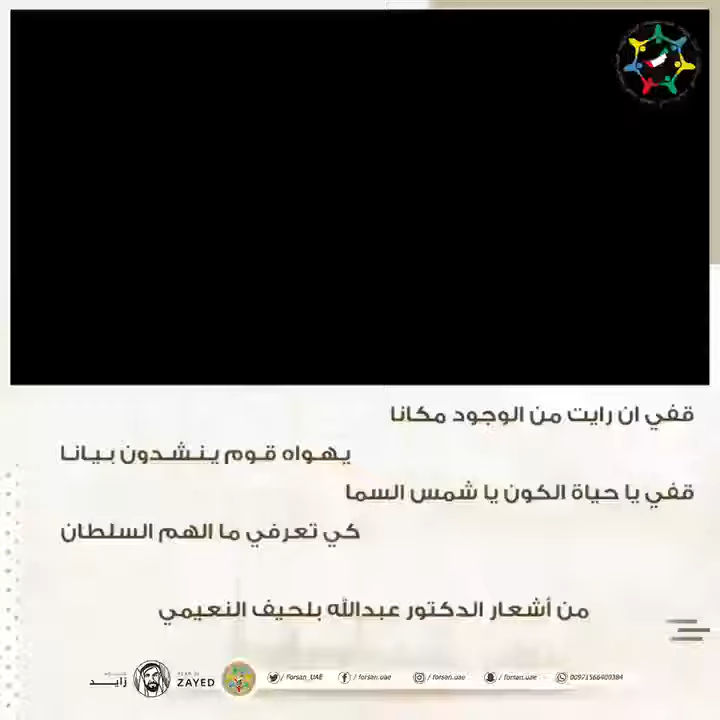 قفي ان رايت من الوجود مكانا
يهواه قوم ينشدون بيانا
قفي يا حياة الكون يا شمس السما
كي تعرفي ما الهم السلطان
من أشعار الدكتور عبدالله بلحيف النعيمي
زايد
ZAYED
/ Forsan_UAE
/ forsan.uae
/ forsan.uae
/ forsan.uae
00971566400384